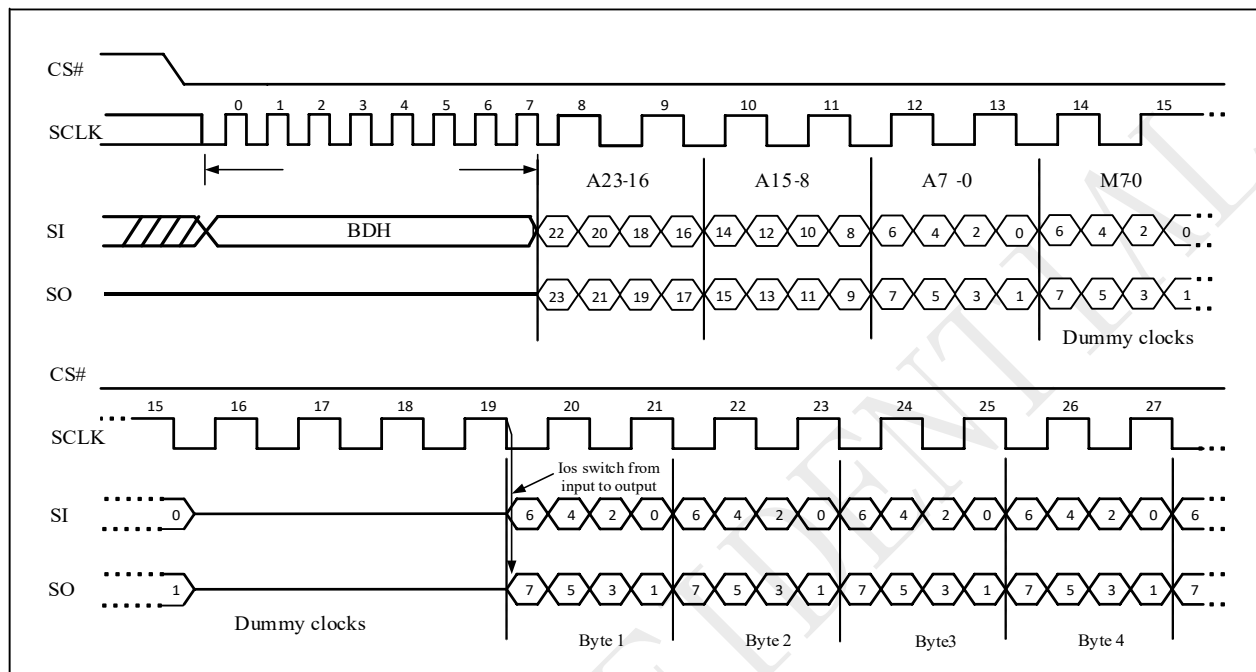 CS#
0 1 2 3 4 5 6 7 8 9 10 11 12 13 14 15
SCLK
A23-16 A15-8 A7 -0 M7-0
SI BDH 22 20 18 16 14 12 10 8 6 4 2 0 6 4 2 0
SO 23 21 19 17 15 13 11 9 7 5 3 1 7 5 3 1
Dummy clocks
CS#
15 16 17 18 19 20 21 22 23 24 25 26 27
SCLK
Ios switch from
input to output
SI 0 6 4 2 0 6 4 2 0 6 4 2 0 6 4 2 0 6
SO 1 7 5 3 1 7 5 3 1 7 5 3 1 7 5 3 1 7
Dummy clocks Byte 1 Byte 2 Byte3 Byte 4